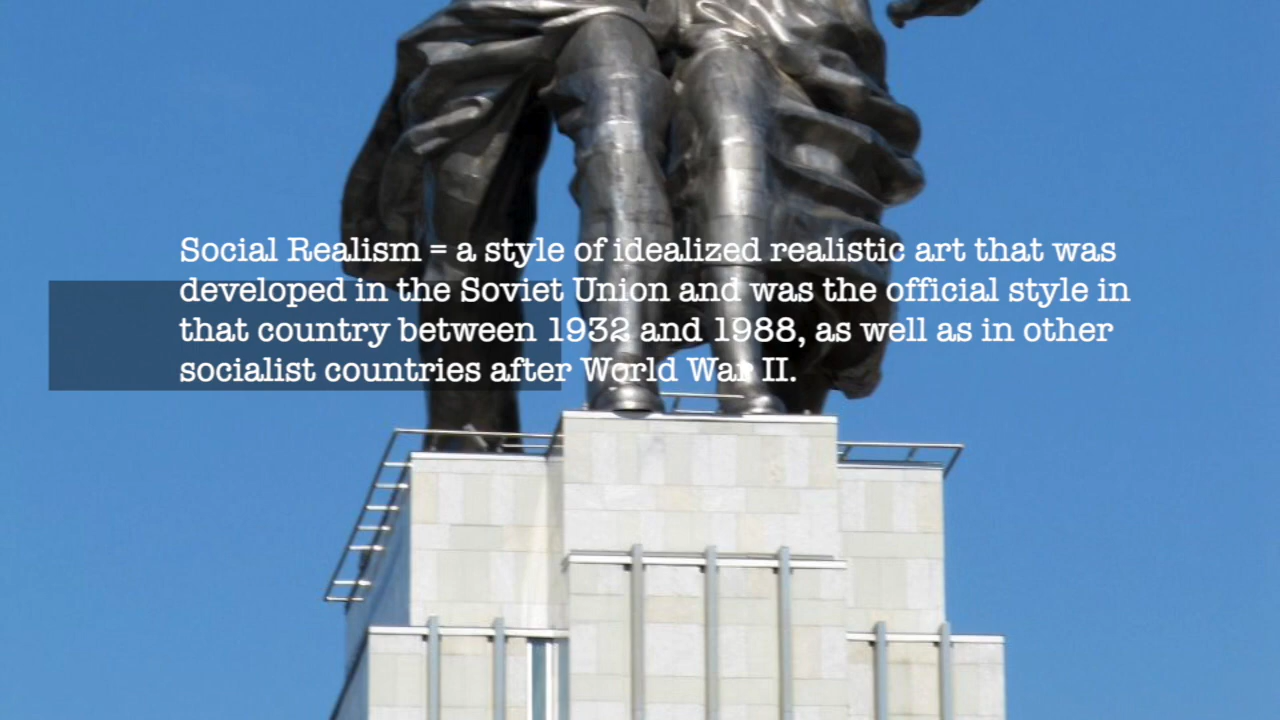 Social Realism = a style of idealized realistic art that was
developed in the Soviet Union and was the official style in
that country between 1932 and 1988, as well as in other
socialist countries after World War II.